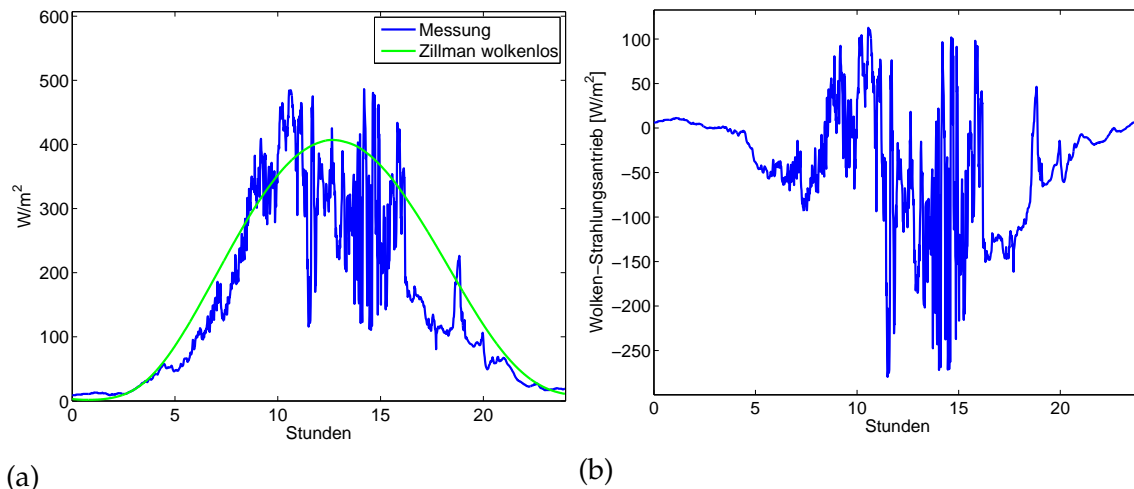 600
500
400
300
200
100
0
0 5 10 15 20
W/m²
Stunden
Messung
Zillman wolkenlos
(a)
100
50
0
−50
−100
−150
−200
−250
0 5 10 15 20
Wolken−Strahlungsantrieb [W/m²]
Stunden
(b)